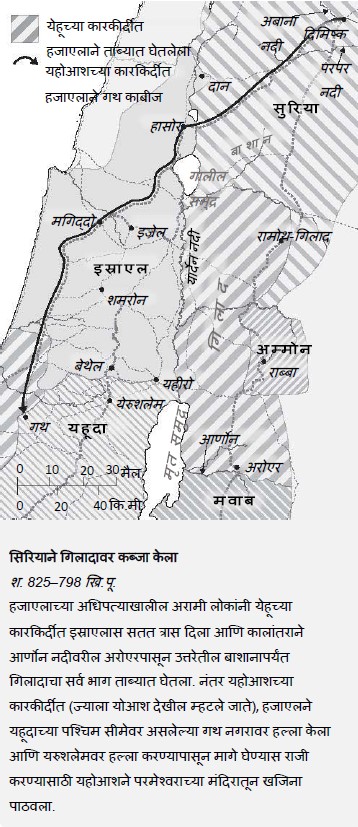 येहूच्या कारकीर्दीत
हजाएलाने ताब्यात घेतलेला
यहोआशच्या कारकिर्दीत
हजाएलाने गथ काबीज
अबाना
नदी
दिमिष्क
परपर
नदी
दान
सुरिया
हासोर
बाशान
गालील
समुद्र
मगिद्दो
इज्रेल
रामोथ-गिलाद
यार्देन नदी
इस्राएल
शमरोन
गिलाद
अम्मोन
राब्बा
बेथेल
यरीहो
यरुशलेम
गथ
यहूदा
मृत समुद्र
आर्णोन
अरोएर
मवाब
0 10 20 30 मैल
0 20 40 कि.मी
सिरियाने गिलादावर कब्जा केला
श. 825–798 ख्रि.पू.
हजाएलाच्या अधिपत्याखालील अरामी लोकांनी येहूच्या
कारकिर्दीत इस्राएलास सतत त्रास दिला आणि कालांतराने
आर्णोन नदीवरील अरोएरपासून उत्तरेतील बाशानापर्यंत
गिलादाचा सर्व भाग ताब्यात घेतला. नंतर यहोआशच्या
कारकीर्दीत (ज्याला योआश देखील म्हटले जाते), हजाएलने
यहूदाच्या पश्चिम सीमेवर असलेल्या गथ नगरावर हल्ला केला
आणि यरुशलेमवर हल्ला करण्यापासून मागे घेण्यास राजी
करण्यासाठी यहोआशने परमेश्वराच्या मंदिरातून खजिना
पाठवला.